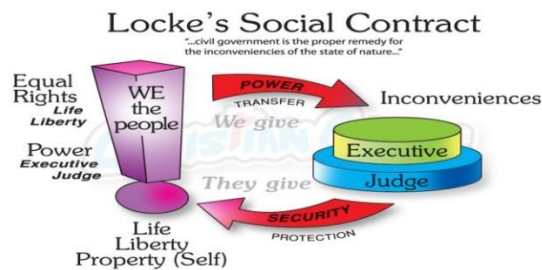 Locke's Social Contract
"...civil government is the proper remedy for
the inconveniencies of the state of nature..."
Equal
Rights
Life
Liberty
Power
Executive
Judge
WE
the
people
Life
Liberty
Property (Self)
POWER
TRANSFER
We give
They give
SECURITY
PROTECTION
Inconveniences
Executive
Judge